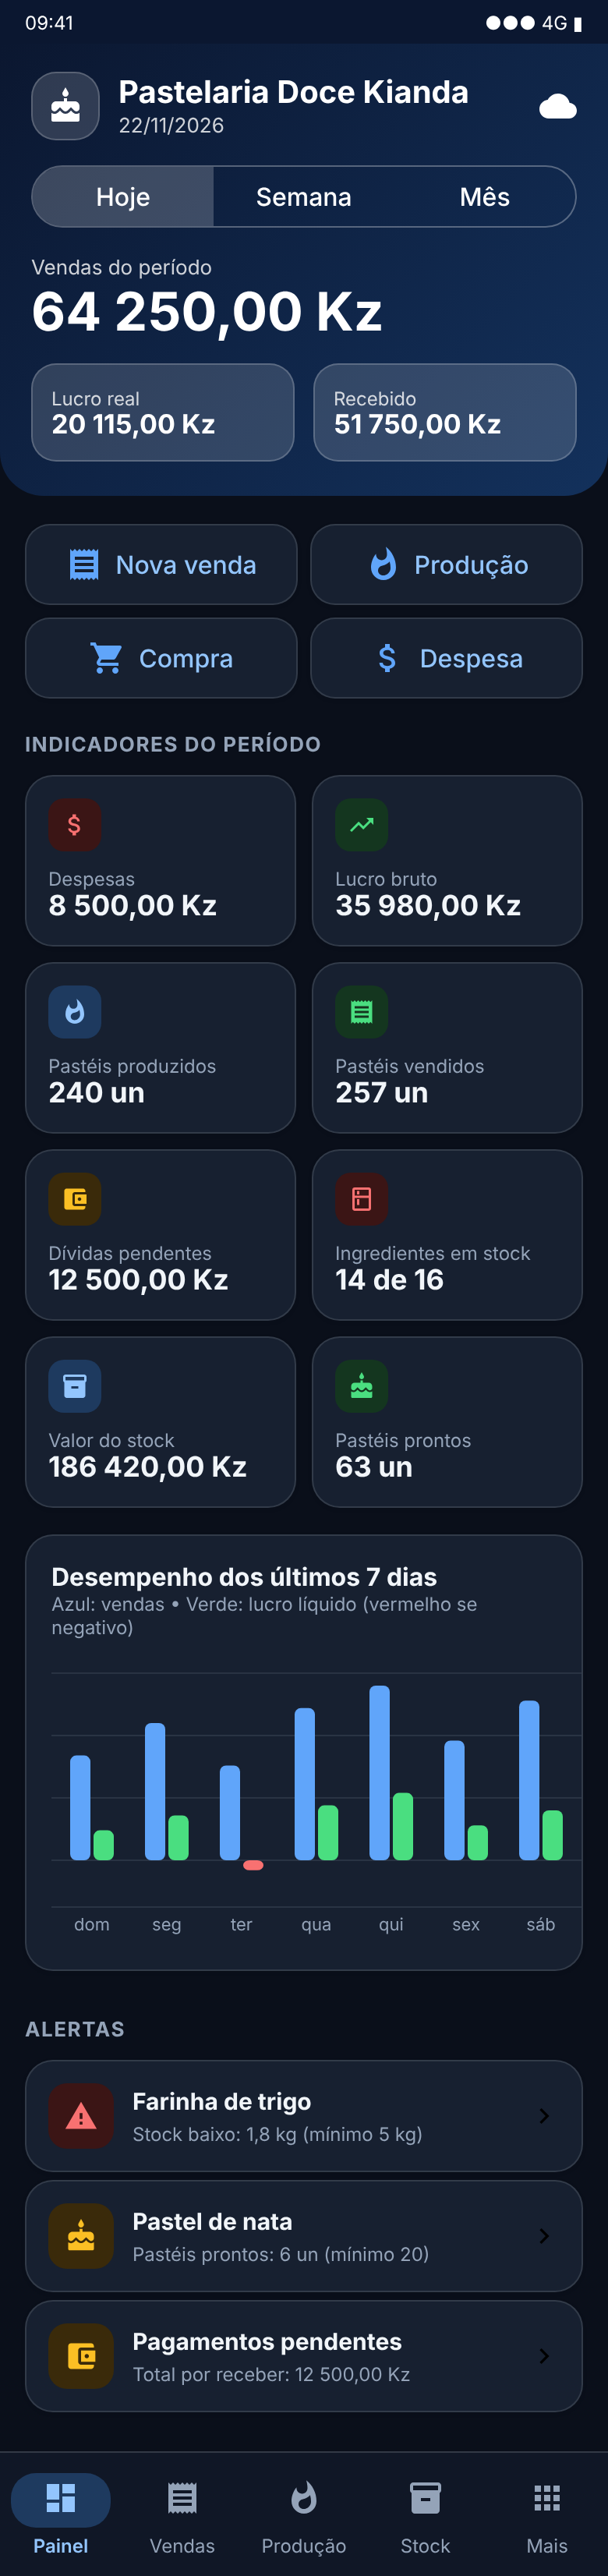 09:41
4G
Pastelaria Doce Kianda
22/11/2026
Hoje
Semana
Mês
Vendas do período
64 250,00 Kz
Lucro real
20 115,00 Kz
Recebido
51 750,00 Kz
Nova venda
Produção
Compra
Despesa
INDICADORES DO PERÍODO
Despesas
8 500,00 Kz
Lucro bruto
35 980,00 Kz
Pastéis produzidos
240 un
Pastéis vendidos
257 un
Dívidas pendentes
12 500,00 Kz
Ingredientes em stock
14 de 16
Valor do stock
186 420,00 Kz
Pastéis prontos
63 un
Desempenho dos últimos 7 dias
Azul: vendas • Verde: lucro líquido (vermelho se
negativo)
dom
seg
ter
qua
qui
sex
sáb
ALERTAS
Farinha de trigo
Stock baixo: 1,8 kg (mínimo 5 kg)
Pastel de nata
Pastéis prontos: 6 un (mínimo 20)
Pagamentos pendentes
Total por receber: 12 500,00 Kz
Painel
Vendas
Produção
Stock
Mais